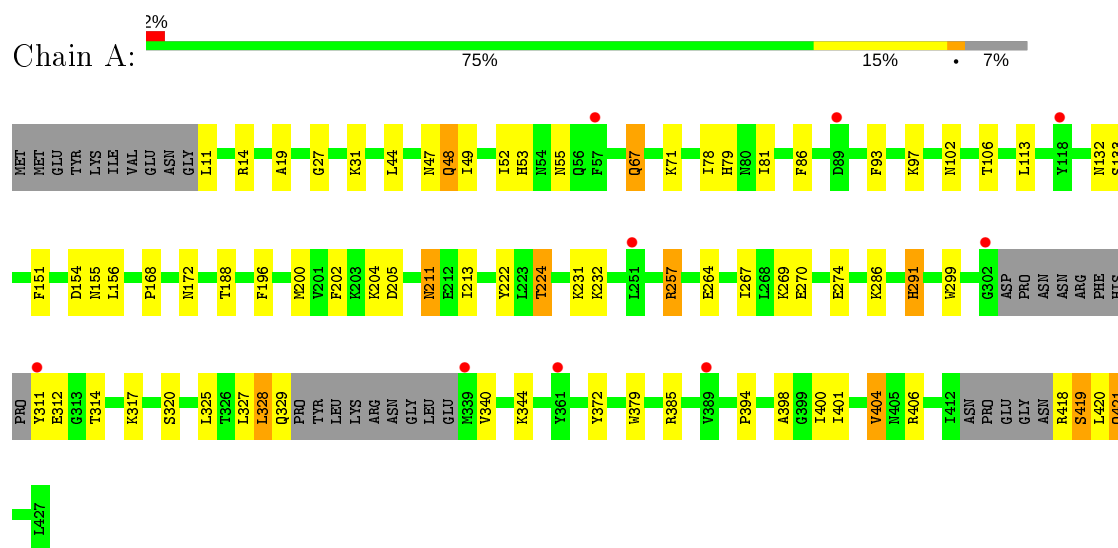 2%
Chain A:
75% 15% • 7%
MET MET GLU TYR LYS ILE VAL GLU ASN GLY L11 R14 A19 G27 K31 L44 N47 Q48 I49 I52 H53 N54 N55 Q56 F57 Q67 K71 I78 H79 N80 I81 F86 D89 F93 K97 N102 T106 L113 Y118 N132 S133
F151 D154 N155 L156 P168 N172 T188 F196 M200 V201 F202 K203 K204 D205 N211 E212 I213 Y222 L223 T224 K231 K232 L251 R257 E264 I267 L268 K269 E270 E274 K286 H291 W299 G302 ASP PRO ASN ASN ARG PHE HIS
PRO Y311 E312 G313 T314 K317 S320 L325 T326 L327 L328 Q329 PRO TYR LEU LYS ARG ASN GLY LEU GLU M339 V340 K344 Y361 Y372 W379 R385 V389 P394 A398 G399 I400 I401 V404 N405 R406 I412 ASN PRO GLU GLY ASN R418 S419 L420 Q421
L427